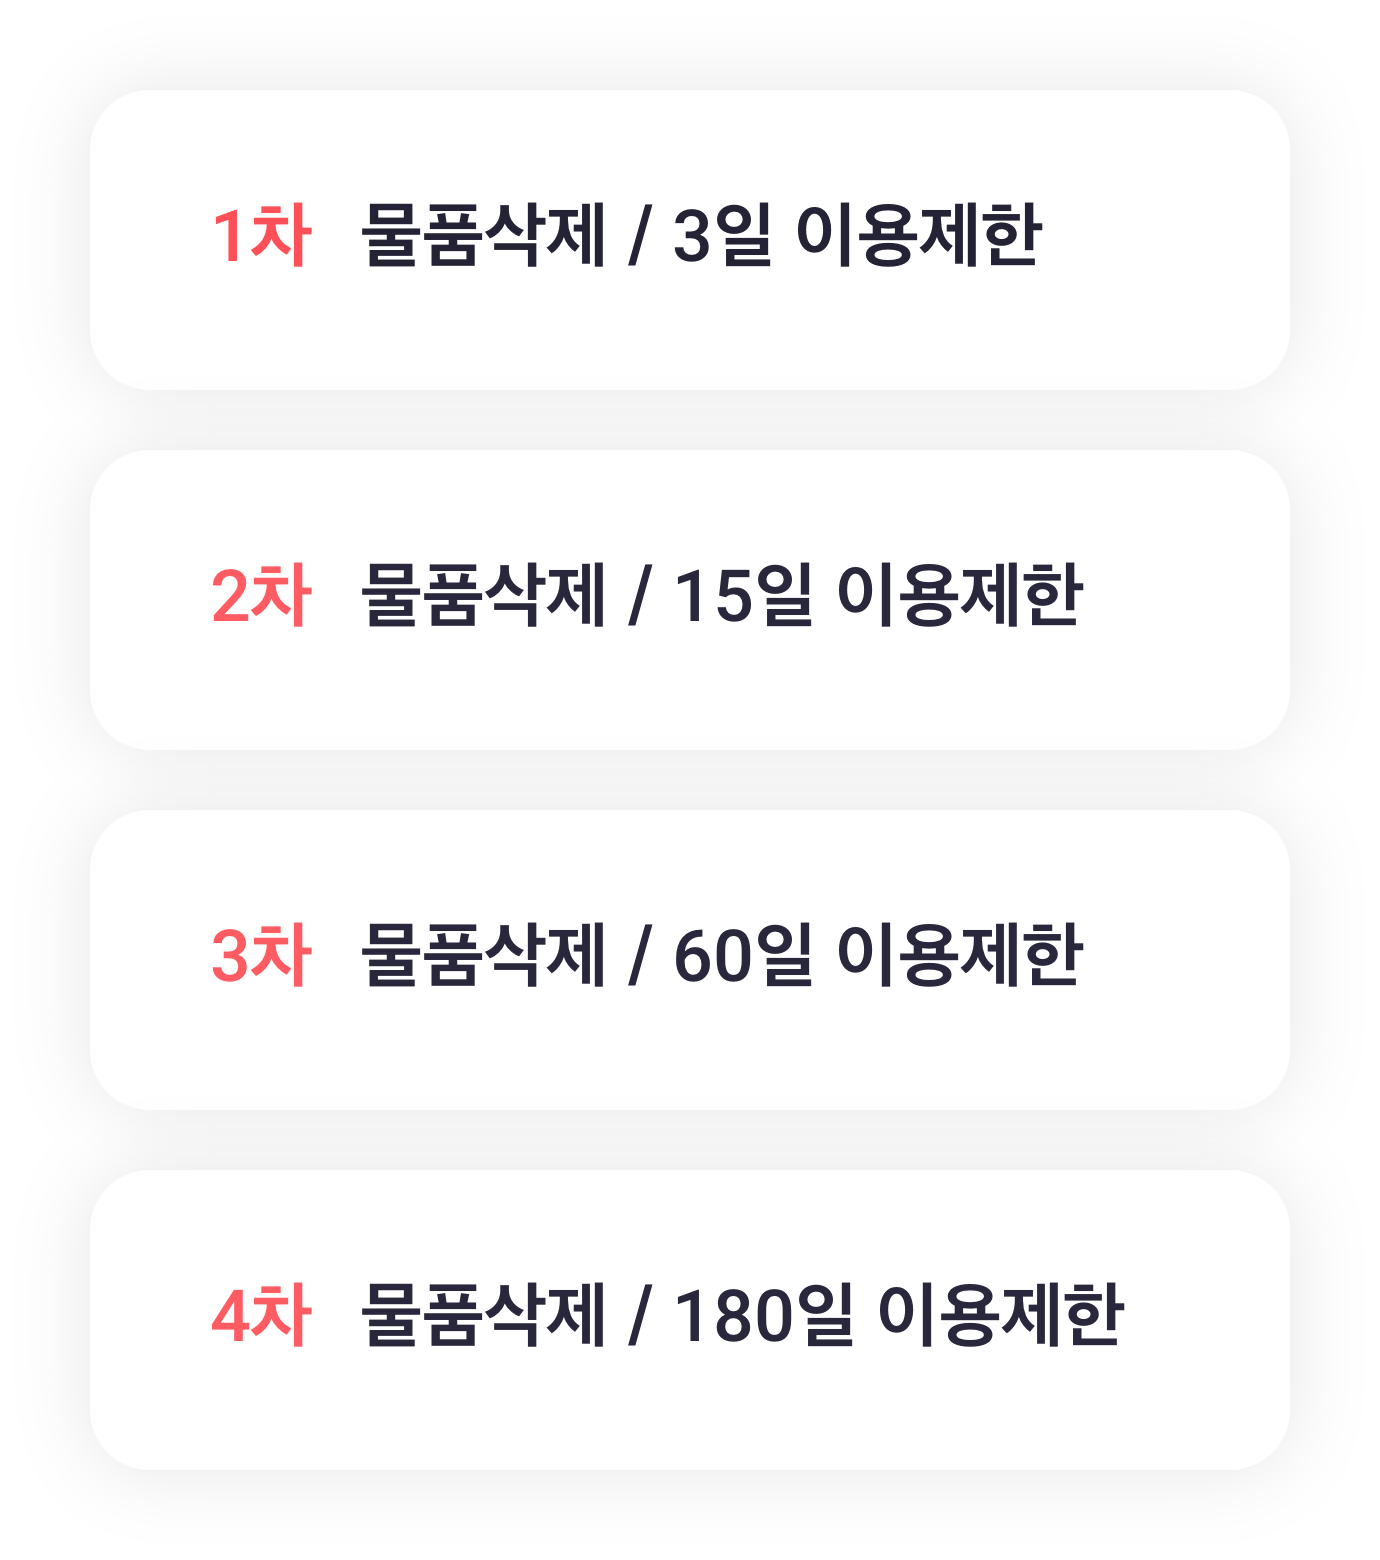 1차 물품삭제 / 3일 이용제한
2차 물품삭제 / 15일 이용제한
3차 물품삭제 / 60일 이용제한
4차 물품삭제 / 180일 이용제한